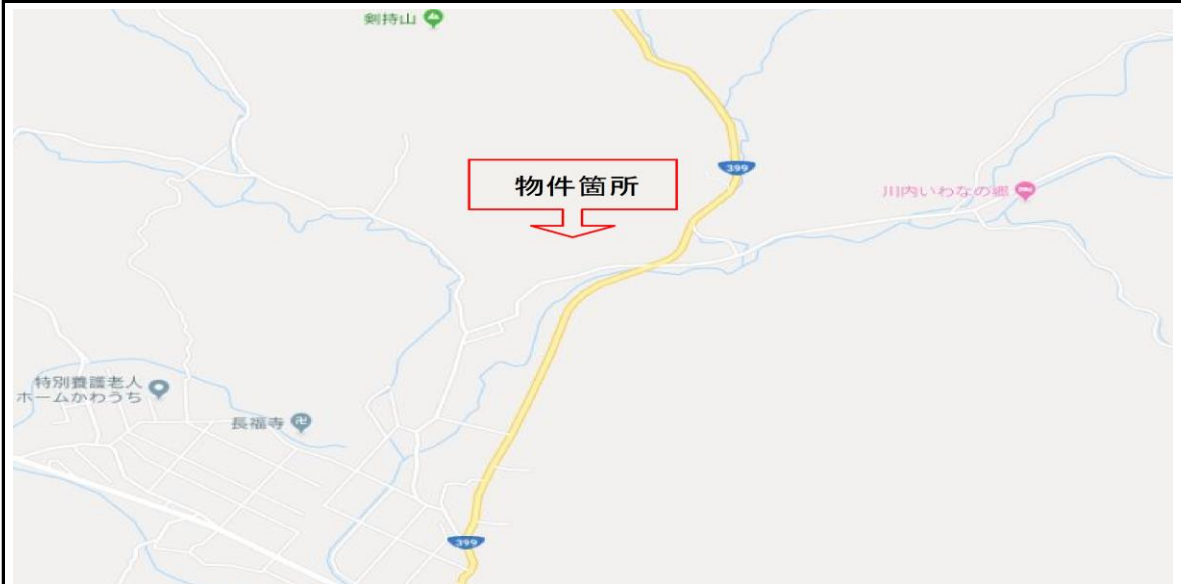 剣持山
399
物件箇所
川内いわなの郷
特別養護老人
ホームかわうち
長福寺
卍
399